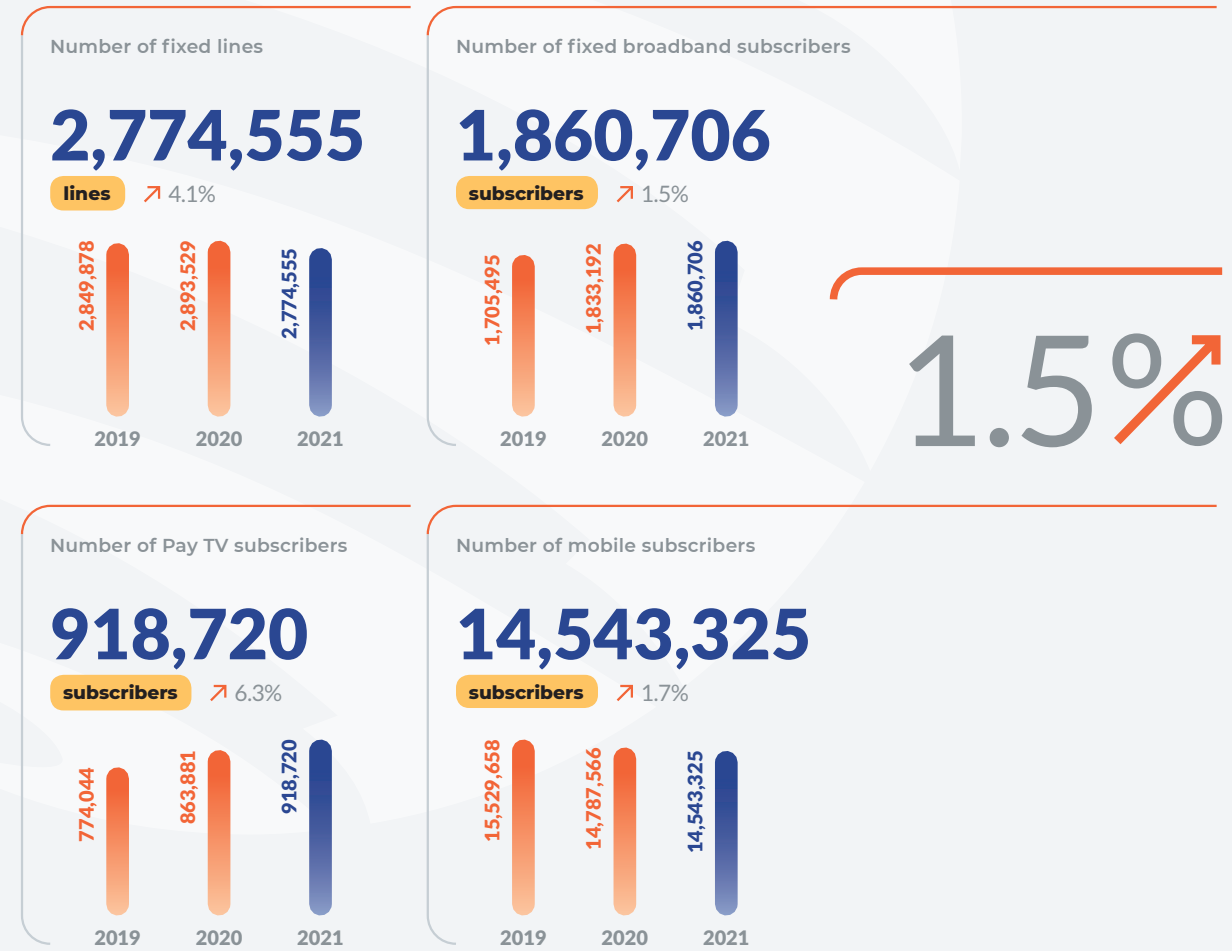 Number of fixed lines
2,774,555
lines 4.1%
2,849,878
2,893,529
2,774,555
2019 2020 2021
Number of fixed broadband subscribers
1,860,706
subscribers 1.5%
1,705,495
1,833,192
1,860,706
2019 2020 2021
1.5%
Number of Pay TV subscribers
918,720
subscribers 6.3%
774,044
863,881
918,720
2019 2020 2021
Number of mobile subscribers
14,543,325
subscribers 1.7%
15,529,658
14,787,566
14,543,325
2019 2020 2021